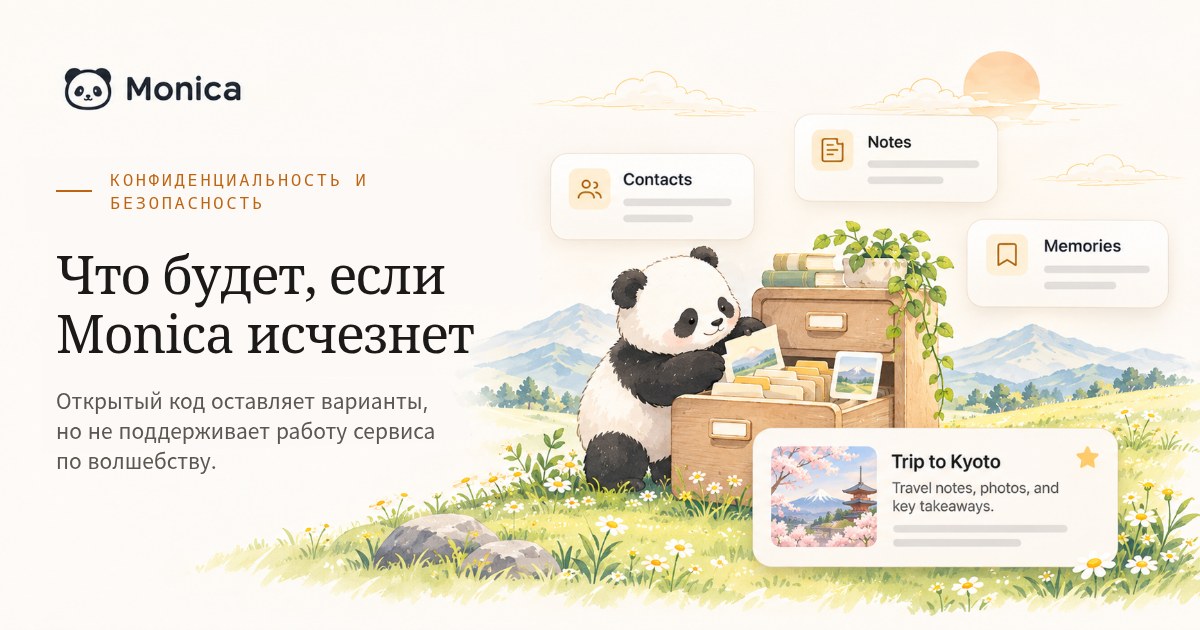 Monica
КОНФИДЕНЦИАЛЬНОСТЬ И
БЕЗОПАСНОСТЬ
Что будет, если
Monica исчезнет
Открытый код оставляет варианты,
но не поддерживает работу сервиса
по волшебству.
Contacts
Notes
Memories
Trip to Kyoto
Travel notes, photos, and
key takeaways.